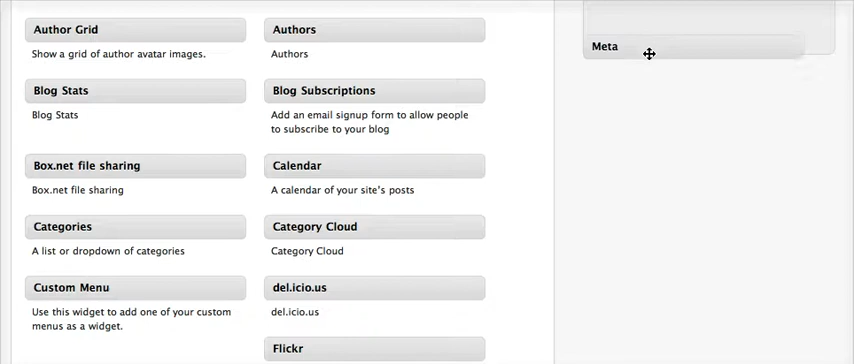 Author Grid
Show a grid of author avatar images.
Authors
Authors
Meta
Blog Stats
Blog Stats
Blog Subscriptions
Add an email signup form to allow people
to subscribe to your blog
Box.net file sharing
Box.net file sharing
Calendar
A calendar of your site's posts
Categories
A list or dropdown of categories
Category Cloud
Category Cloud
Custom Menu
Use this widget to add one of your custom
menus as a widget.
del.icio.us
del.icio.us
Flickr